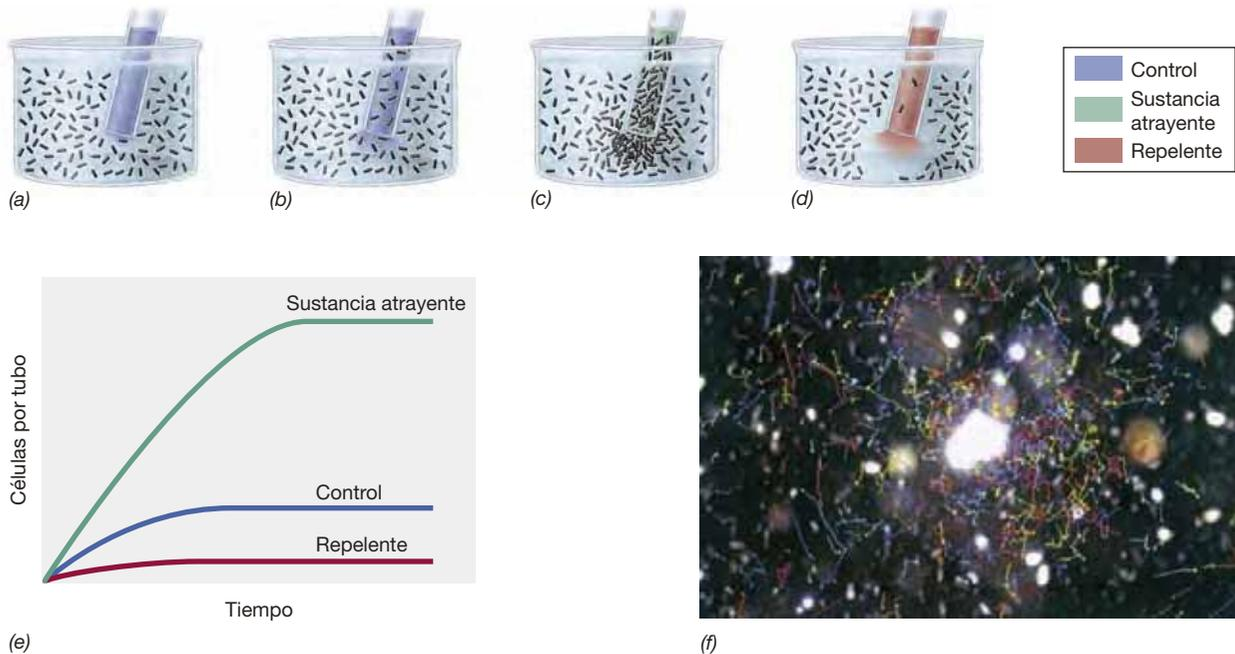 (a)
(b)
(c)
(d)
Control
Sustancia
atrayente
Repelente
Células por tubo
Sustancia atrayente
Control
Repelente
Tiempo
(e)
(f)